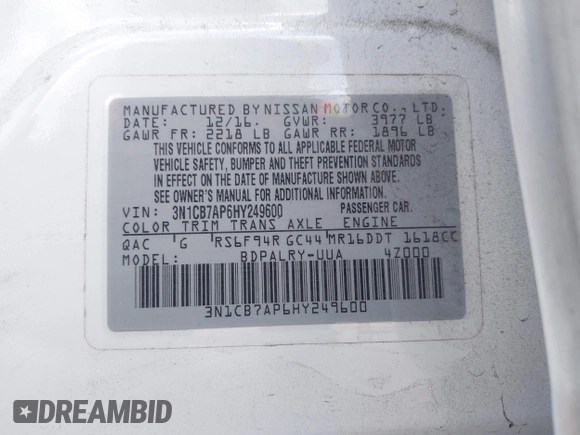 MANUFACTURED BY NISSAN MOTOR CO., LTD.
DATE: 12/16. GVWR: 3977 LB
GAWR FR: 2218 LB GAWR RR: 1896 LB
THIS VEHICLE CONFORMS TO ALL APPLICABLE FEDERAL MOTOR
VEHICLE SAFETY, BUMPER AND THEFT PREVENTION STANDARDS
IN EFFECT ON THE DATE OF MANUFACTURE SHOWN ABOVE.
SEE OWNER'S MANUAL FOR ADDITIONAL INFORMATION.
VIN: 3N1CB7AP6HY249600 PASSENGER CAR.
COLOR TRIM TRANS AXLE ENGINE
QAC G RS6F94R GC44 MR16DDT 1618CC
MODEL: BDPALRY-UUA 4Z000
3N1CB7AP6HY249600
DREAMBID